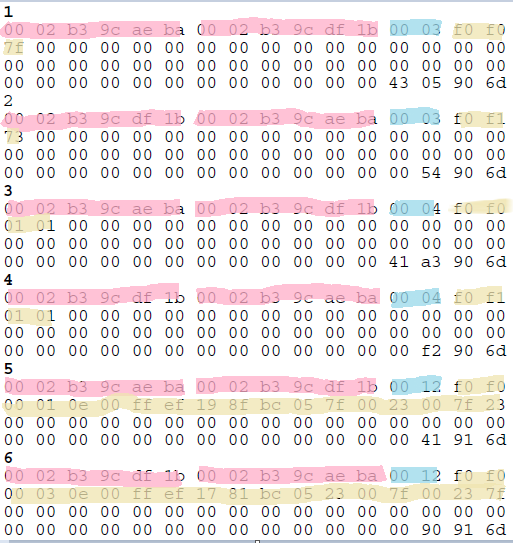 1
00 02 b3 9c ae ba 00 02 b3 9c df 1b 00 03 f0 f0
7f 00 00 00 00 00 00 00 00 00 00 00 00 00 00 00
00 00 00 00 00 00 00 00 00 00 00 00 00 00 00 00
00 00 00 00 00 00 00 00 00 00 00 00 43 05 90 6d
2
00 02 b3 9c df 1b 00 02 b3 9c ae ba 00 03 f0 f1
73 00 00 00 00 00 00 00 00 00 00 00 00 00 00 00
00 00 00 00 00 00 00 00 00 00 00 00 00 00 00 00
00 00 00 00 00 00 00 00 00 00 00 00 00 54 90 6d
3
00 02 b3 9c ae ba 00 02 b3 9c df 1b 00 04 f0 f0
01 01 00 00 00 00 00 00 00 00 00 00 00 00 00 00
00 00 00 00 00 00 00 00 00 00 00 00 00 00 00 00
00 00 00 00 00 00 00 00 00 00 00 00 41 a3 90 6d
4
00 02 b3 9c df 1b 00 02 b3 9c ae ba 00 04 f0 f1
01 01 00 00 00 00 00 00 00 00 00 00 00 00 00 00
00 00 00 00 00 00 00 00 00 00 00 00 00 00 00 00
00 00 00 00 00 00 00 00 00 00 00 00 00 f2 90 6d
5
00 02 b3 9c ae ba 00 02 b3 9c df 1b 00 12 f0 f0
00 01 0e 00 ff ef 19 8f bc 05 7f 00 23 00 7f 23
00 00 00 00 00 00 00 00 00 00 00 00 00 00 00 00
00 00 00 00 00 00 00 00 00 00 00 00 00 41 91 6d
6
00 02 b3 9c df 1b 00 02 b3 9c ae ba 00 12 f0 f0
00 03 0e 00 ff ef 17 81 bc 05 23 00 7f 00 23 7f
00 00 00 00 00 00 00 00 00 00 00 00 00 00 00 00
00 00 00 00 00 00 00 00 00 00 00 00 00 90 91 6d